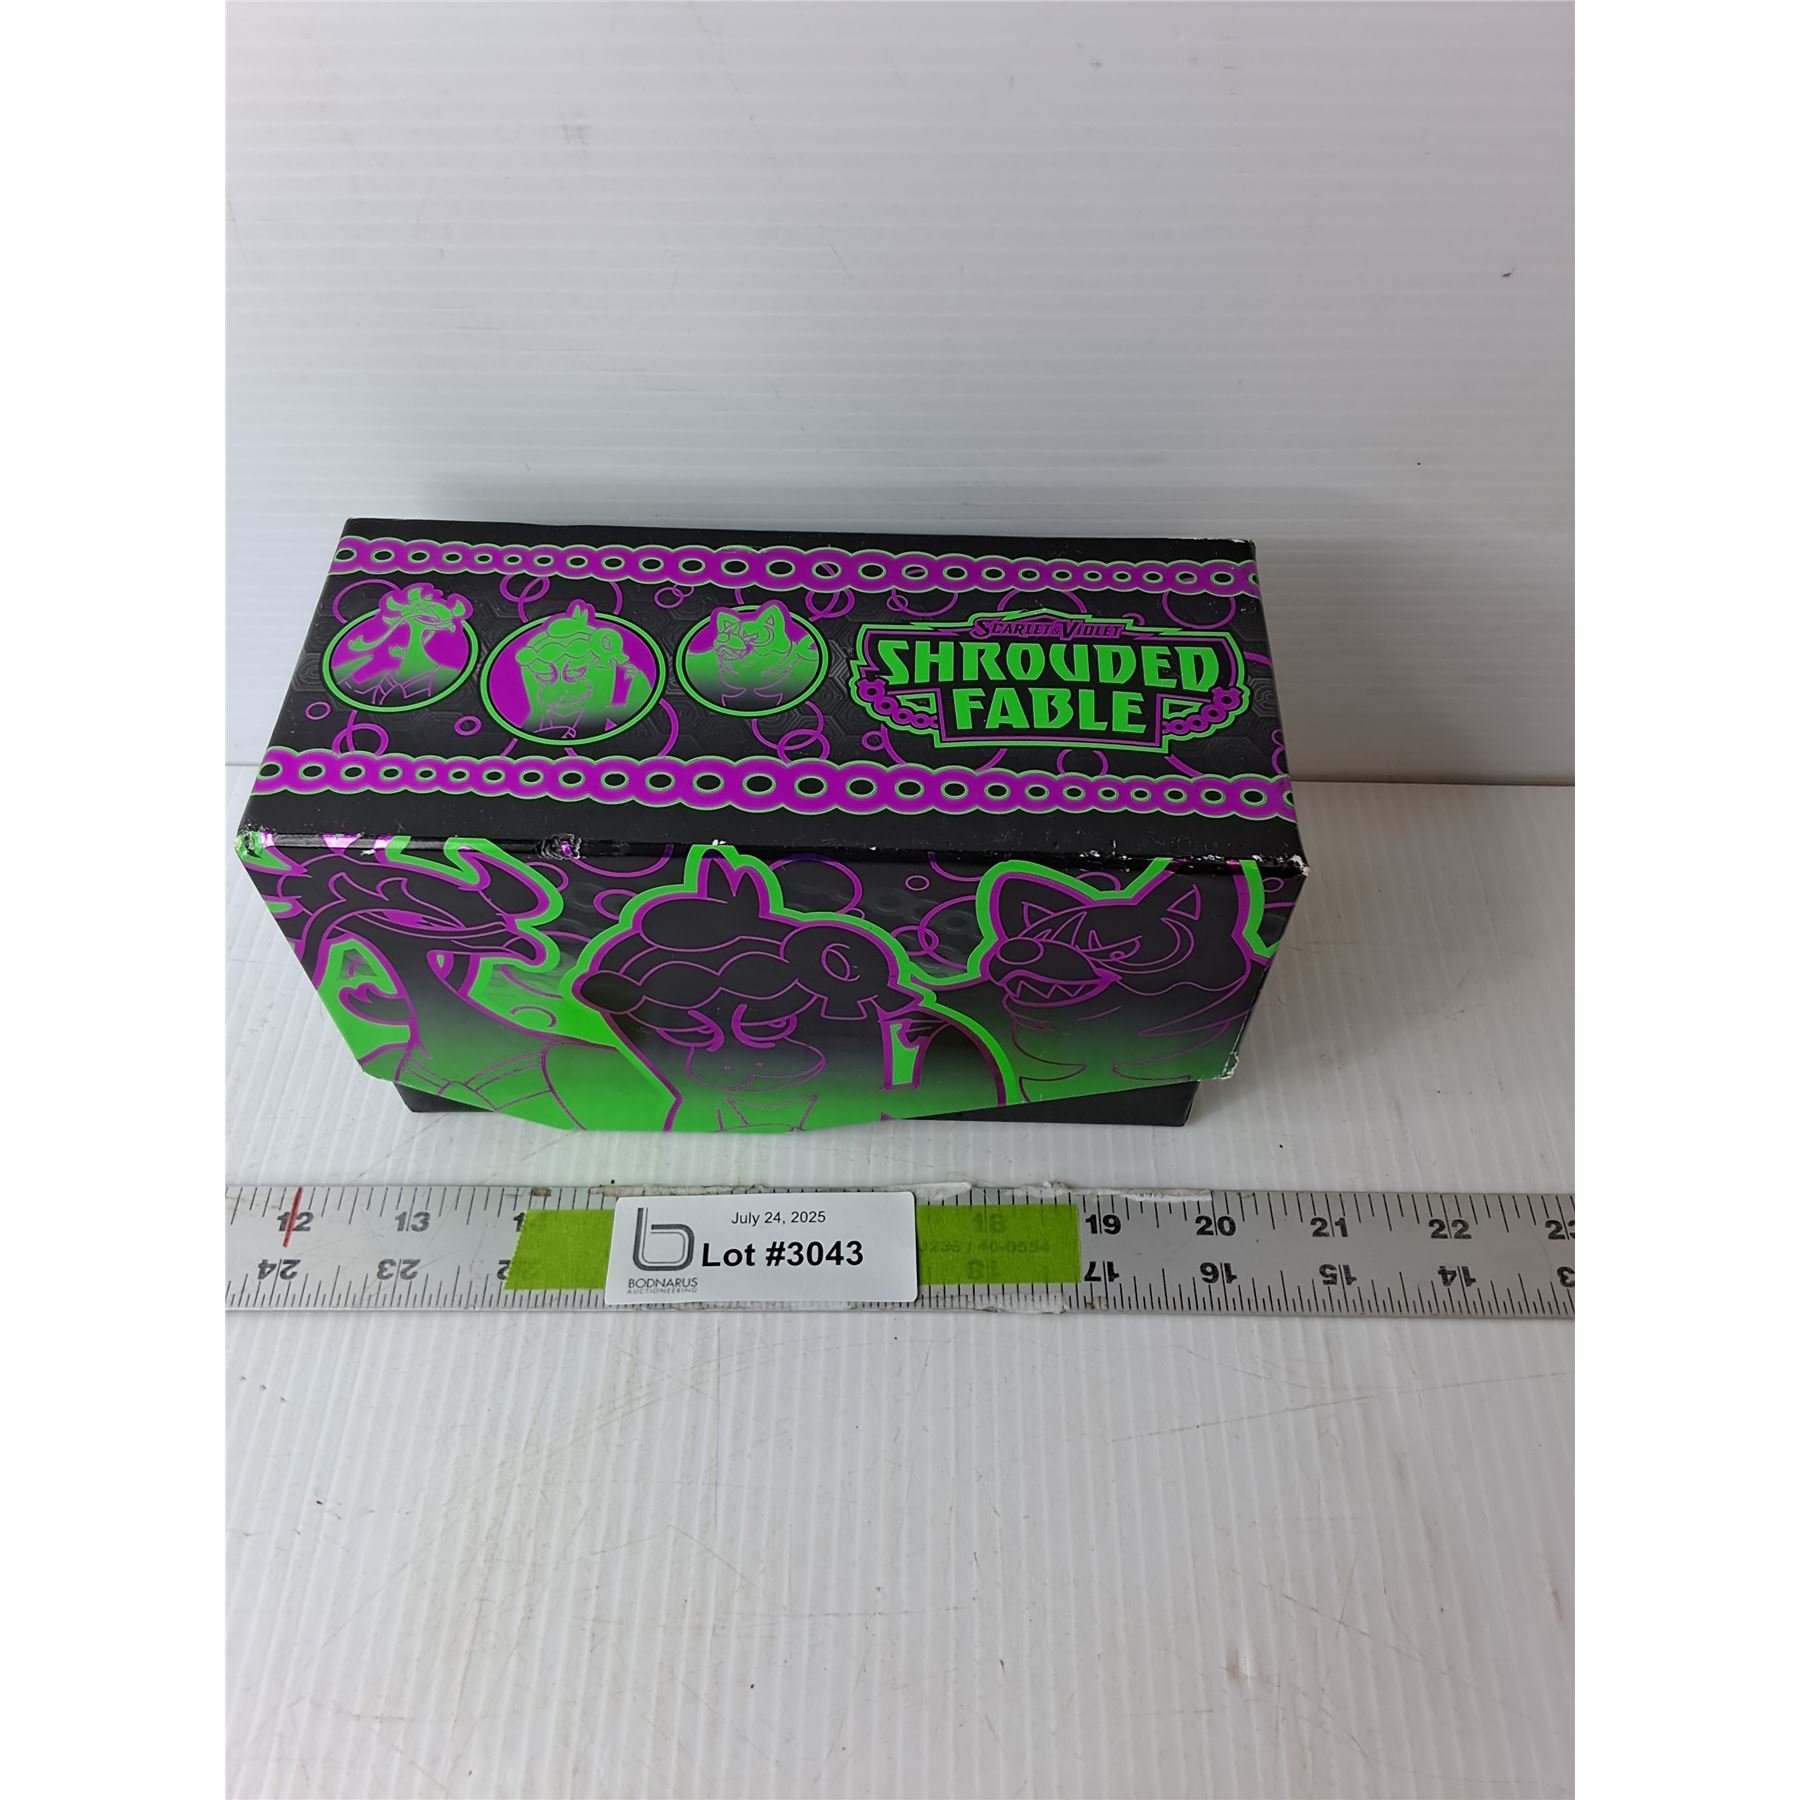 SCARLET & VIOLET
SHROUDED
FABLE
12 13 18 19 20 21 22
24 23 18 17 16 15 14
July 24, 2025
Lot #3043
BODNARUS
AUCTIONEERING